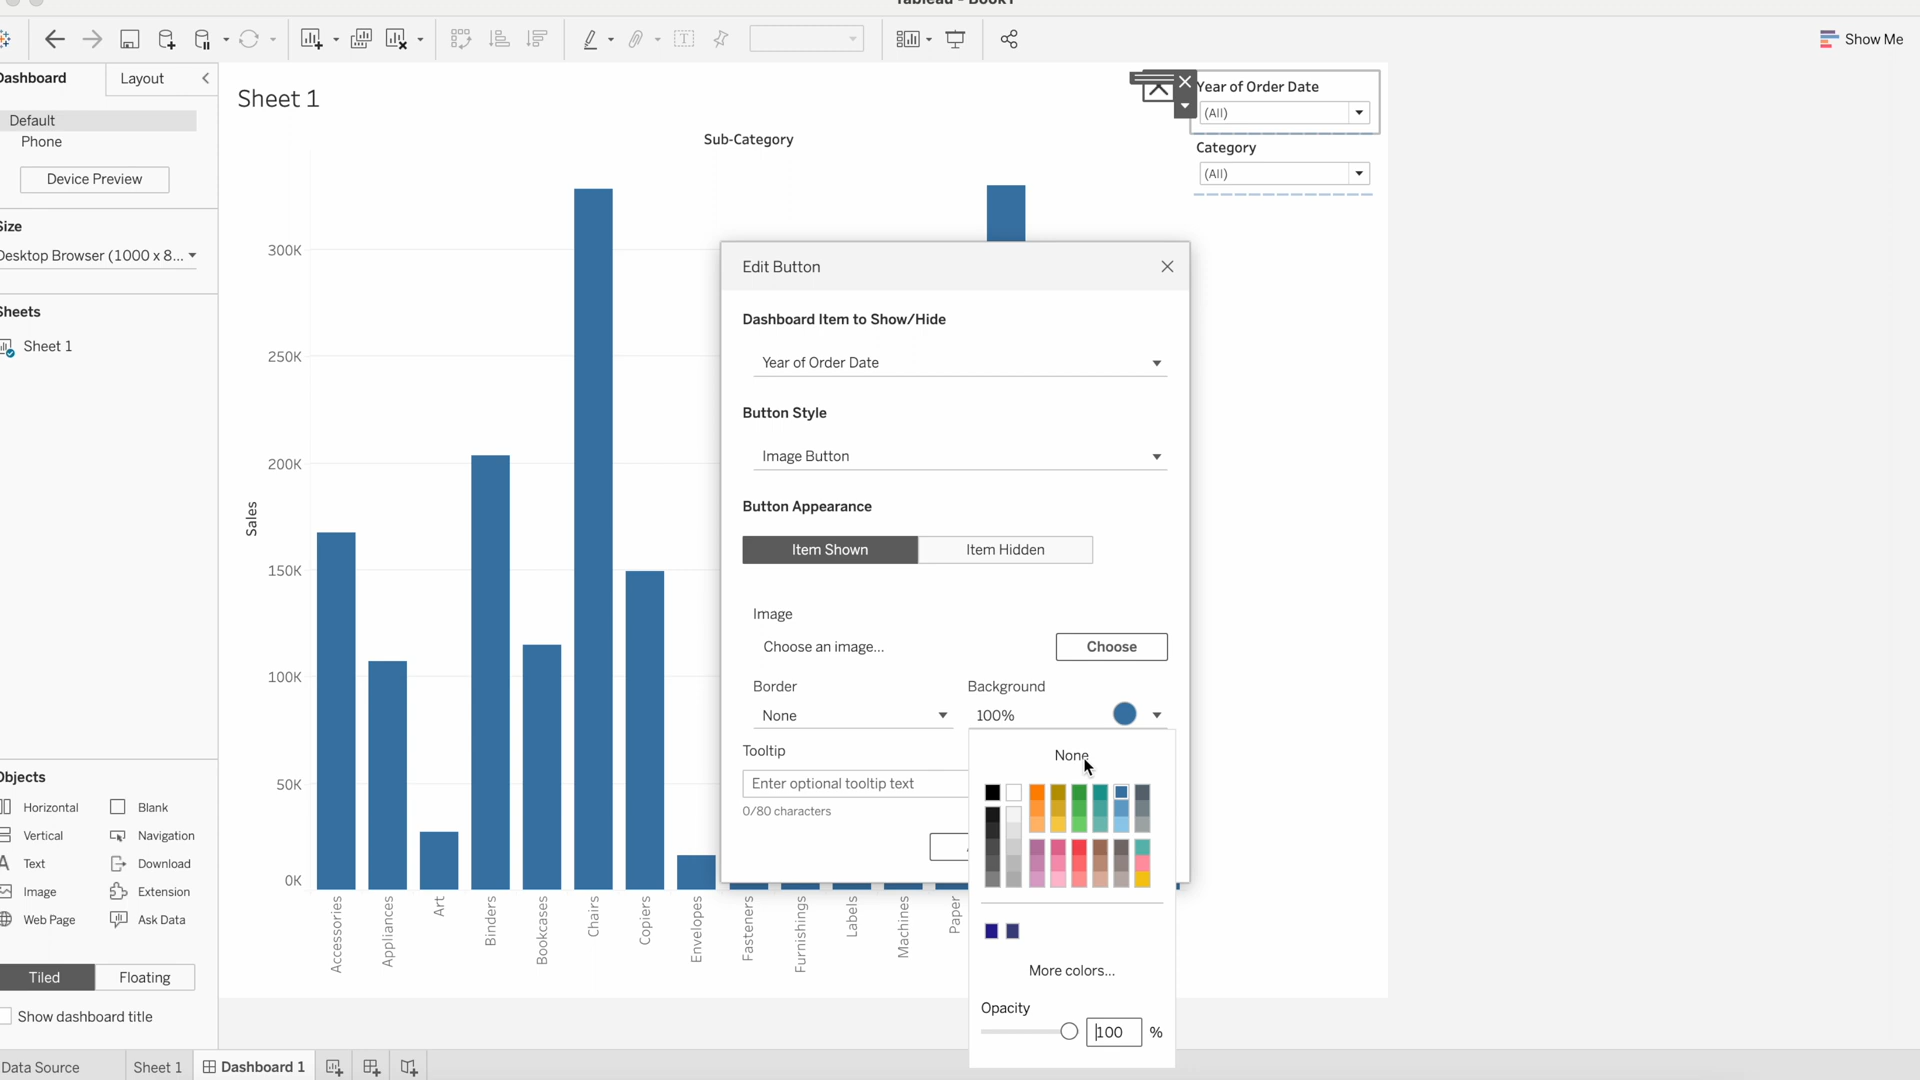 Tableau - Book1
Show Me
Dashboard
Layout
Default
Phone
Device Preview
Size
Desktop Browser (1000 x 8...
Sheets
Sheet 1
Objects
Horizontal
Blank
Vertical
Navigation
Text
Download
Image
Extension
Web Page
Ask Data
Tiled
Floating
Show dashboard title
Sheet 1
Sub-Category
Sales
300K
250K
200K
150K
100K
50K
0K
Accessories
Appliances
Art
Binders
Bookcases
Chairs
Copiers
Envelopes
Fasteners
Furnishings
Labels
Machines
Paper
Year of Order Date
(All)
Category
(All)
Edit Button
Dashboard Item to Show/Hide
Year of Order Date
Button Style
Image Button
Button Appearance
Item Shown
Item Hidden
Image
Choose an image...
Choose
Border
Background
None
100%
Tooltip
Enter optional tooltip text
0/80 characters
None
More colors...
Opacity
100 %
Data Source
Sheet 1
Dashboard 1